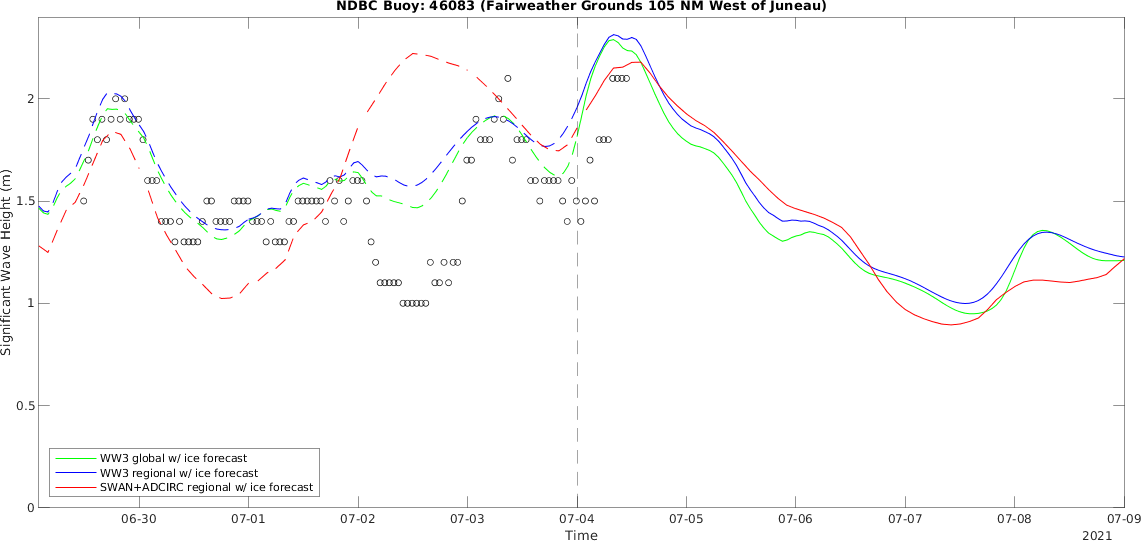 NDBC Buoy: 46083 (Fairweather Grounds 105 NM West of Juneau)
Significant Wave Height (m)
2
1.5
1
0.5
0
WW3 global w/ ice forecast
WW3 regional w/ ice forecast
SWAN+ADCIRC regional w/ ice forecast
06-30 07-01 07-02 07-03 07-04 07-05 07-06 07-07 07-08 07-09
Time
2021